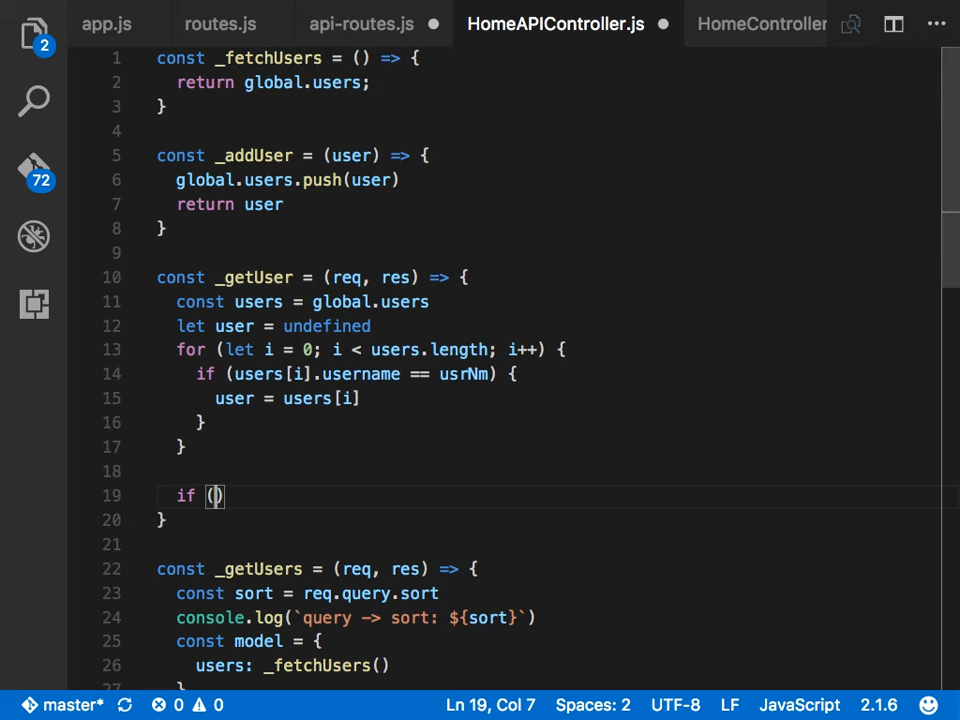 app.js routes.js api-routes.js HomeAPIController.js HomeController
2
72
1 const _fetchUsers = () => {
2 return global.users;
3 }
4
5 const _addUser = (user) => {
6 global.users.push(user)
7 return user
8 }
9
10 const _getUser = (req, res) => {
11 const users = global.users
12 let user = undefined
13 for (let i = 0; i < users.length; i++) {
14 if (users[i].username == usrNm) {
15 user = users[i]
16 }
17 }
18
19 if ()
20 }
21
22 const _getUsers = (req, res) => {
23 const sort = req.query.sort
24 console.log(`query -> sort: ${sort}`)
25 const model = {
26 users: _fetchUsers()
27 }
master* 0 0 Ln 19, Col 7 Spaces: 2 UTF-8 LF JavaScript 2.1.6